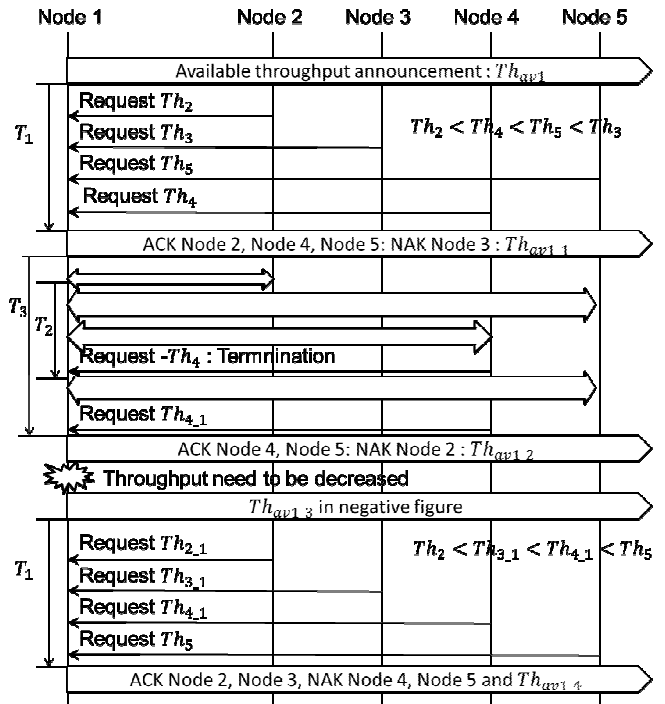 Node 1 Node 2 Node 3 Node 4 Node 5
Available throughput announcement : Th_av1
Request Th_2
T_1
Th_2 < Th_4 < Th_5 < Th_3
Request Th_3
Request Th_5
Request Th_4
ACK Node 2, Node 4, Node 5: NAK Node 3 : Th_av1_1
T_3
T_2
Request -Th_4 : Termnination
Request Th_4_1
ACK Node 4, Node 5: NAK Node 2 : Th_av1_2
Throughput need to be decreased
Th_av1_3 in negative figure
Request Th_2_1
Th_2 < Th_3_1 < Th_4_1 < Th_5
T_1
Request Th_3_1
Request Th_4_1
Request Th_5
ACK Node 2, Node 3, NAK Node 4, Node 5 and Th_av1_4